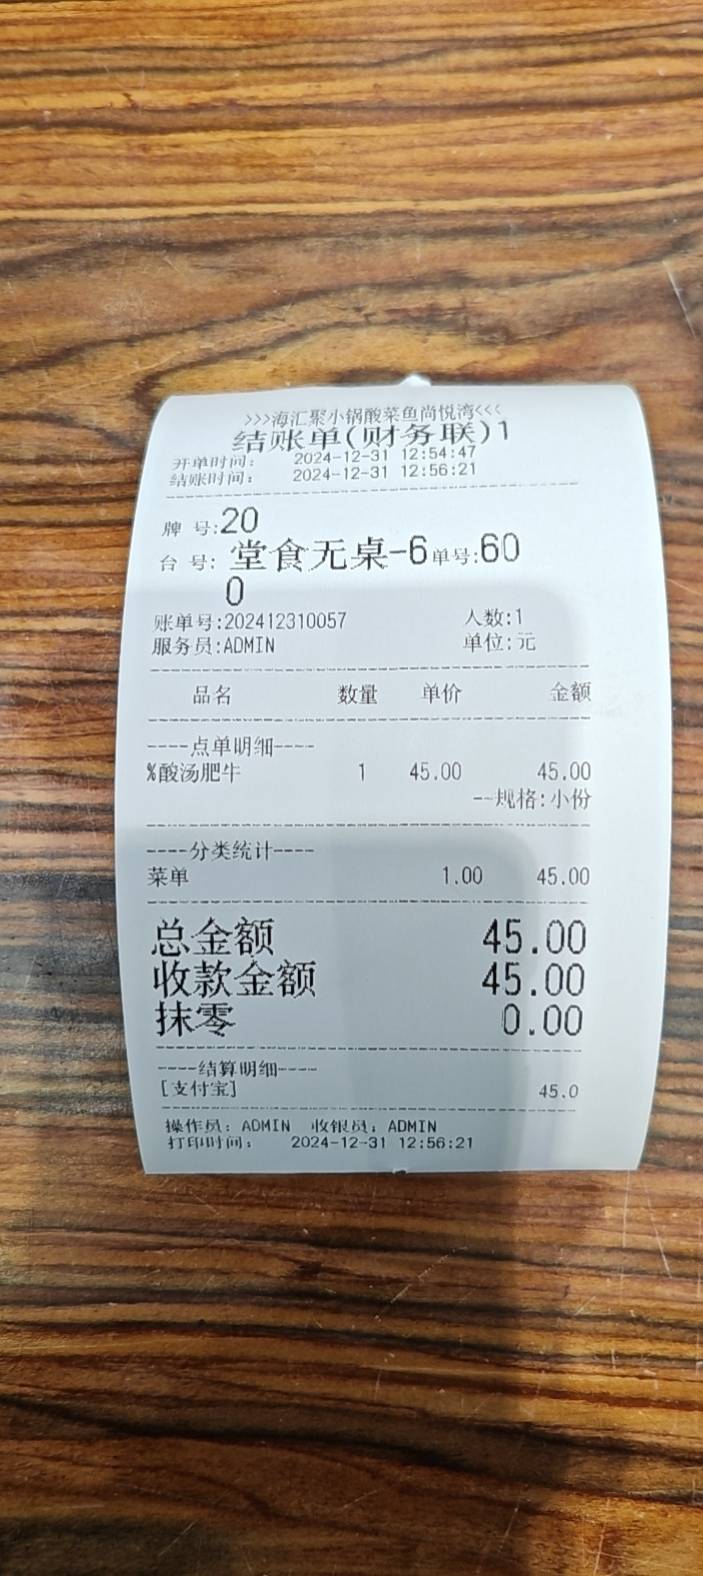 >>>海汇聚小锅酸菜鱼尚悦湾<<<
结账单(财务联)1
开单时间: 2024-12-31 12:54:47
结账时间: 2024-12-31 12:56:21
牌 号:20
台 号: 堂食无桌-6 单号:60
0
账单号:202412310057 人数:1
服务员:ADMIN 单位:元
品名 数量 单价 金额
----点单明细----
%酸汤肥牛 1 45.00 45.00
--规格:小份
----分类统计----
菜单 1.00 45.00
总金额 45.00
收款金额 45.00
抹零 0.00
----结算明细----
[支付宝] 45.0
操作员: ADMIN 收银员: ADMIN
打印时间: 2024-12-31 12:56:21